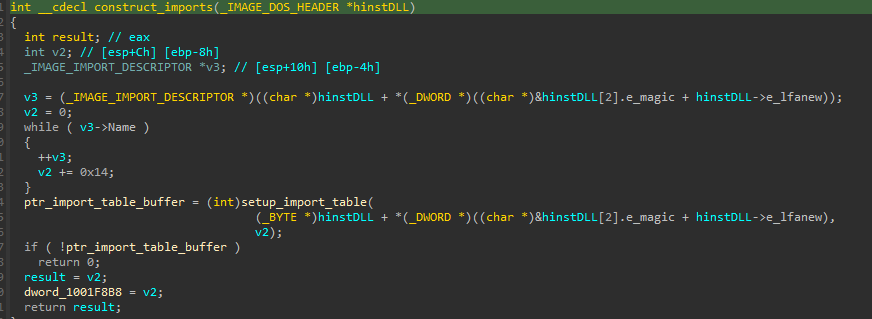 int __cdecl construct_imports(_IMAGE_DOS_HEADER *hinstDLL)
{
int result; // eax
int v2; // [esp+Ch] [ebp-8h]
_IMAGE_IMPORT_DESCRIPTOR *v3; // [esp+10h] [ebp-4h]
v3 = (_IMAGE_IMPORT_DESCRIPTOR *)((char *)hinstDLL + *(_DWORD *)((char *)&hinstDLL[2].e_magic + hinstDLL->e_lfanew));
v2 = 0;
while ( v3->Name )
{
++v3;
v2 += 0x14;
}
ptr_import_table_buffer = (int)setup_import_table(
(_BYTE *)hinstDLL + *(_DWORD *)((char *)&hinstDLL[2].e_magic + hinstDLL->e_lfanew),
v2);
if ( !ptr_import_table_buffer )
return 0;
result = v2;
dword_1001F8B8 = v2;
return result;